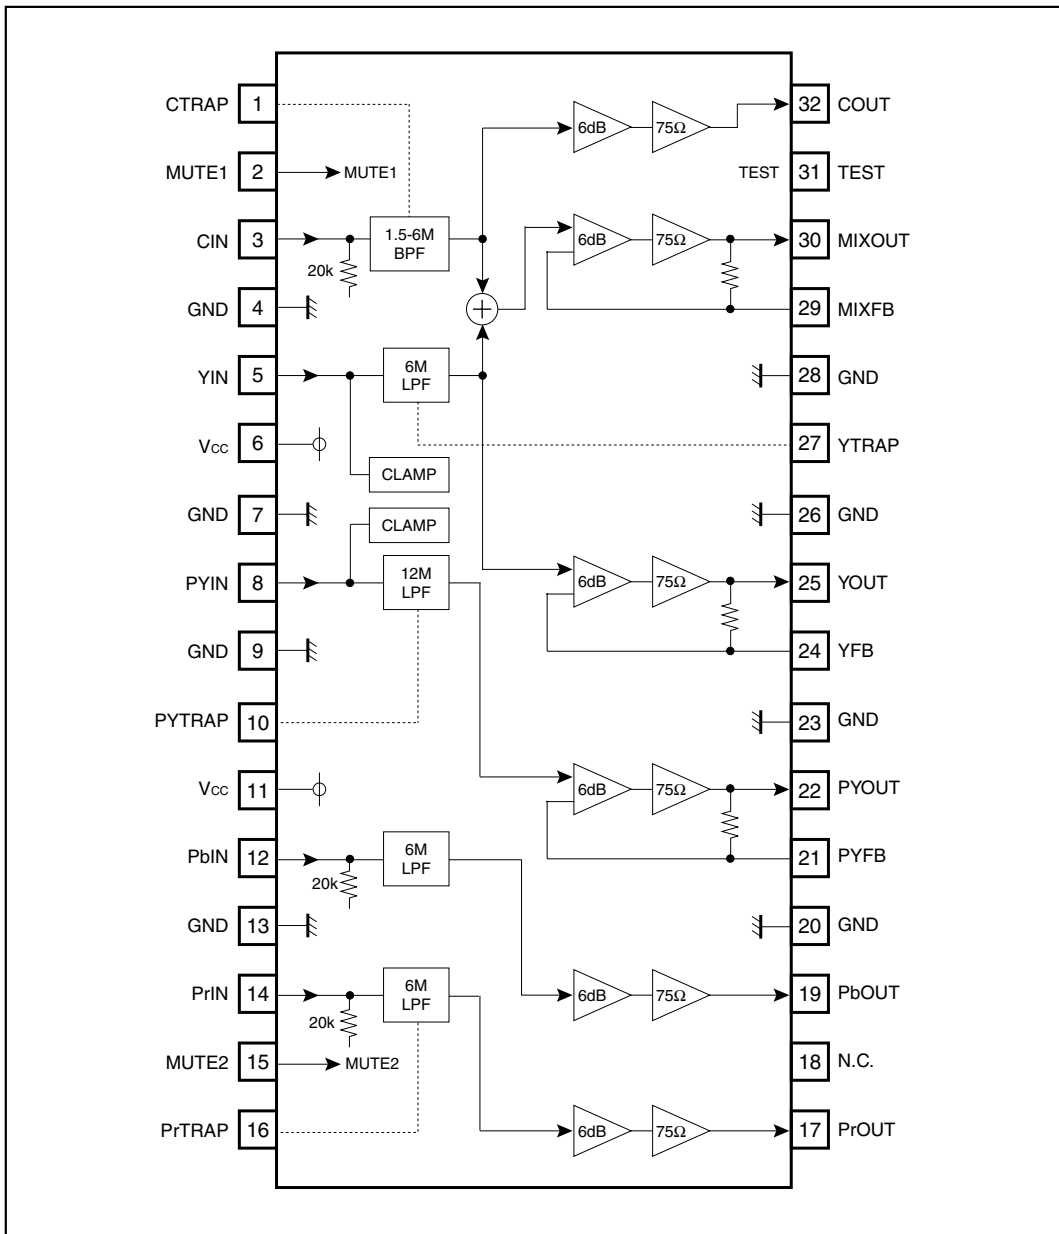 CTRAP 1
MUTE1 2 MUTE1
CIN 3
20k
1.5-6M
BPF
GND 4
YIN 5
6M
LPF
VCC 6
CLAMP
GND 7
CLAMP
PYIN 8
12M
LPF
GND 9
PYTRAP 10
VCC 11
PbIN 12
20k
6M
LPF
GND 13
PrIN 14
20k
6M
LPF
MUTE2 15 MUTE2
PrTRAP 16
+
6dB 75Ω 32 COUT
TEST 31 TEST
6dB 75Ω 30 MIXOUT
29 MIXFB
28 GND
27 YTRAP
26 GND
6dB 75Ω 25 YOUT
24 YFB
23 GND
6dB 75Ω 22 PYOUT
21 PYFB
20 GND
6dB 75Ω 19 PbOUT
18 N.C.
6dB 75Ω 17 PrOUT